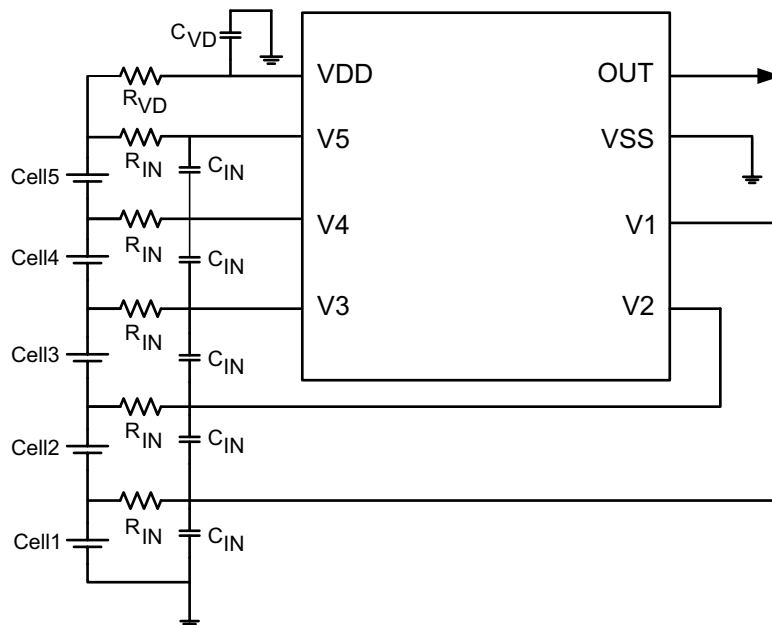 CVD
VDD
OUT
RVD
V5
VSS
RIN
CIN
Cell5
V4
V1
RIN
CIN
Cell4
V3
V2
RIN
CIN
Cell3
RIN
CIN
Cell2
RIN
CIN
Cell1